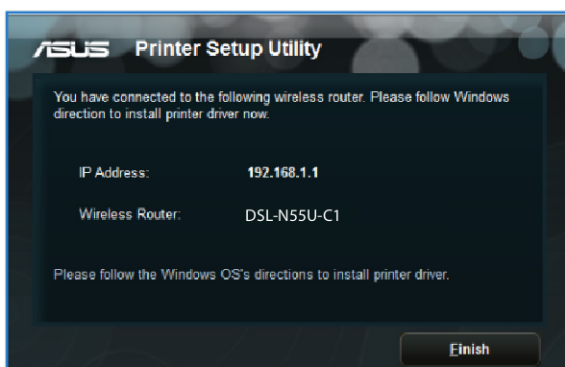 ASUS Printer Setup Utility
You have connected to the following wireless router. Please follow Windows
direction to install printer driver now.
IP Address: 192.168.1.1
Wireless Router: DSL-N55U-C1
Please follow the Windows OS's directions to install printer driver.
Finish